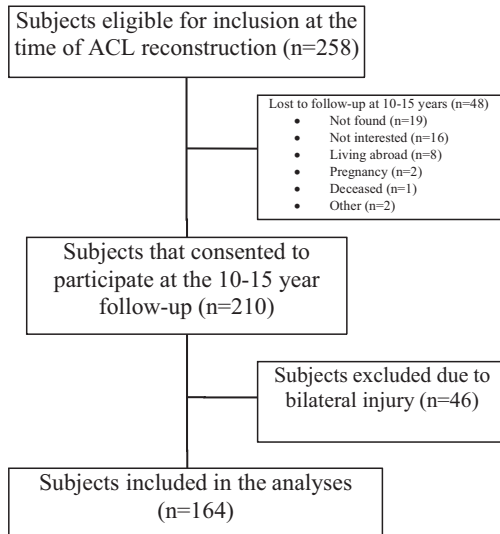 Subjects eligible for inclusion at the
time of ACL reconstruction (n=258)
Lost to follow-up at 10-15 years (n=48)
• Not found (n=19)
• Not interested (n=16)
• Living abroad (n=8)
• Pregnancy (n=2)
• Deceased (n=1)
• Other (n=2)
Subjects that consented to
participate at the 10-15 year
follow-up (n=210)
Subjects excluded due to
bilateral injury (n=46)
Subjects included in the analyses
(n=164)